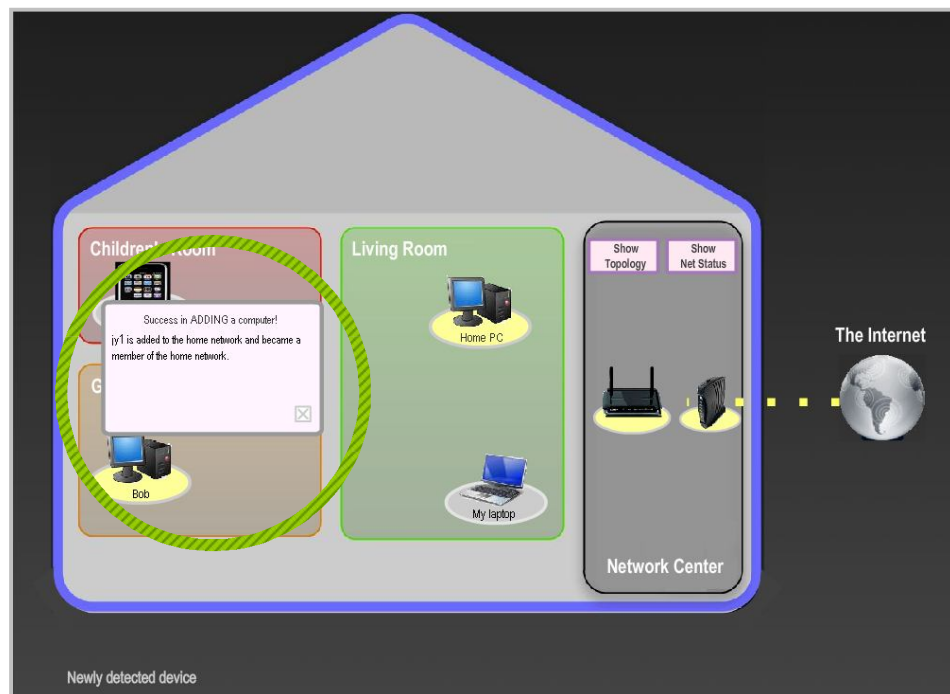 Children's Room
Living Room
Show
Topology
Show
Net Status
Success in ADDING a computer!
jy1 is added to the home network and became a
member of the home network.
Home PC
The Internet
G
Bob
My laptop
Network Center
Newly detected device